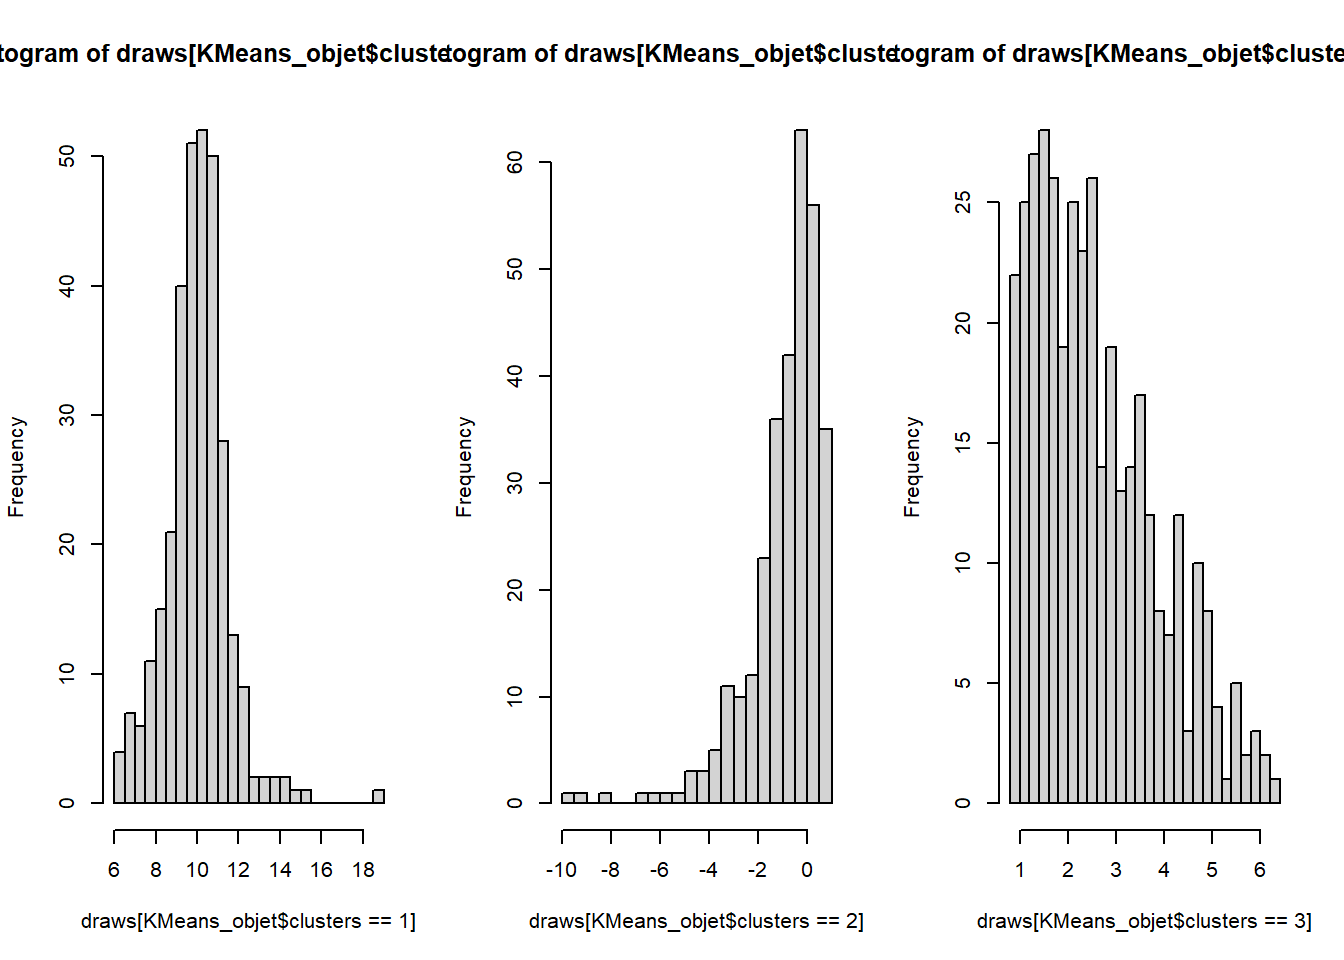 togram of draws[KMeans_objet$cluste
togram of draws[KMeans_objet$cluste
togram of draws[KMeans_objet$cluste
Frequency
0
10
20
30
40
50
6 8 10 12 14 16 18
draws[KMeans_objet$clusters == 1]
Frequency
0
10
20
30
40
50
60
-10 -8 -6 -4 -2 0
draws[KMeans_objet$clusters == 2]
Frequency
0
5
10
15
20
25
1 2 3 4 5 6
draws[KMeans_objet$clusters == 3]